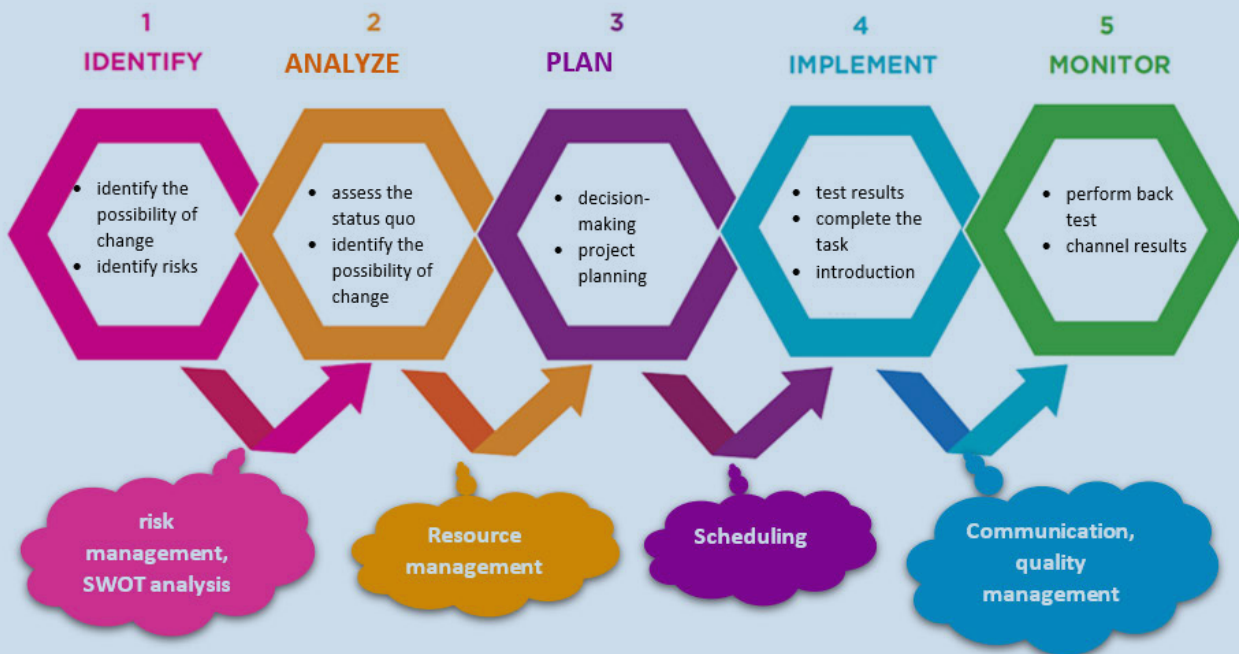 1
IDENTIFY
2
ANALYZE
3
PLAN
4
IMPLEMENT
5
MONITOR
• identify the
possibility of
change
• identify risks
• assess the
status quo
• identify the
possibility of
change
• decision-
making
• project
planning
• test results
• complete the
task
• introduction
• perform back
test
• channel results
risk
management,
SWOT analysis
Resource
management
Scheduling
Communication,
quality
management